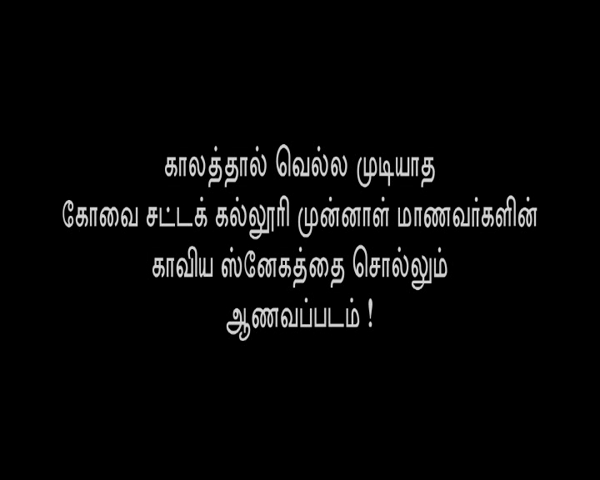 காலத்தால் வெல்ல முடியாத
கோவை சட்டக் கல்லூரி முன்னாள் மாணவர்களின்
காவிய ஸ்னேகத்தை சொல்லும்
ஆணவப்படம் !